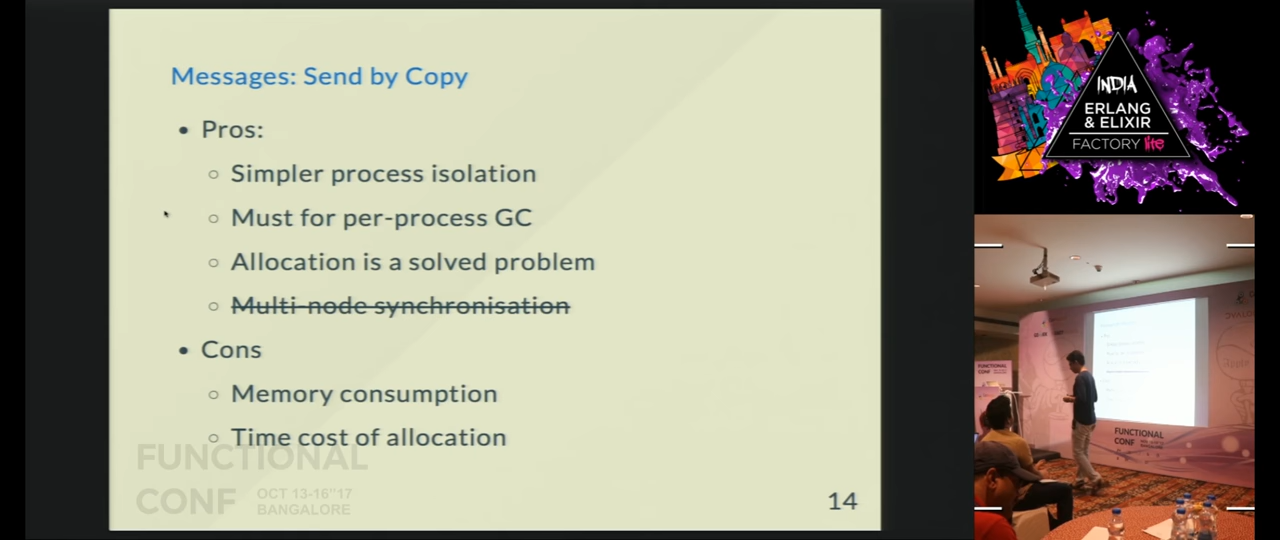 Messages: Send by Copy
• Pros:
○ Simpler process isolation
○ Must for per-process GC
○ Allocation is a solved problem
○ Multi-node synchronisation
• Cons
○ Memory consumption
○ Time cost of allocation
FUNCTIONAL
CONF
OCT 13-16"17
BANGALORE
14
INDIA
ERLANG
& ELIXIR
FACTORY lite
FUNCTIONAL
CONF
FUNCTIONAL
CONF